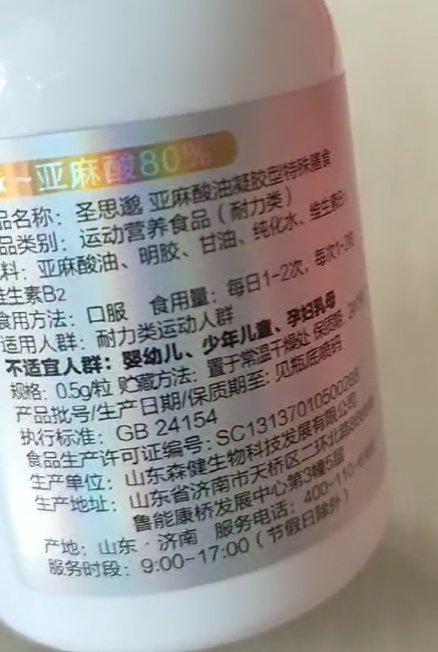 ~亚麻酸80%
品名称：圣思邈 亚麻酸油凝胶型特殊膳食
品类别：运动营养食品（耐力类）
料：亚麻酸油、明胶、甘油、纯化水、维生素
维生素B2
食用方法：口服 食用量：每日1-2次，每次1-2粒
适用人群：耐力类运动人群
不适宜人群：婴幼儿、少年儿童、孕妇乳母
规格：0.5g/粒 贮藏方法：置于常温干燥处 保质期：
产品批号/生产日期/保质期至：见瓶底喷码
执行标准：GB 24154
食品生产许可证编号：SC13137010500288
生产单位：山东森健生物科技发展有限公司
生产地址：山东省济南市天桥区二环北路
鲁能康桥发展中心第3幢5层
产地：山东·济南 服务电话：400-110-
服务时段：9:00-17:00（节假日除外）